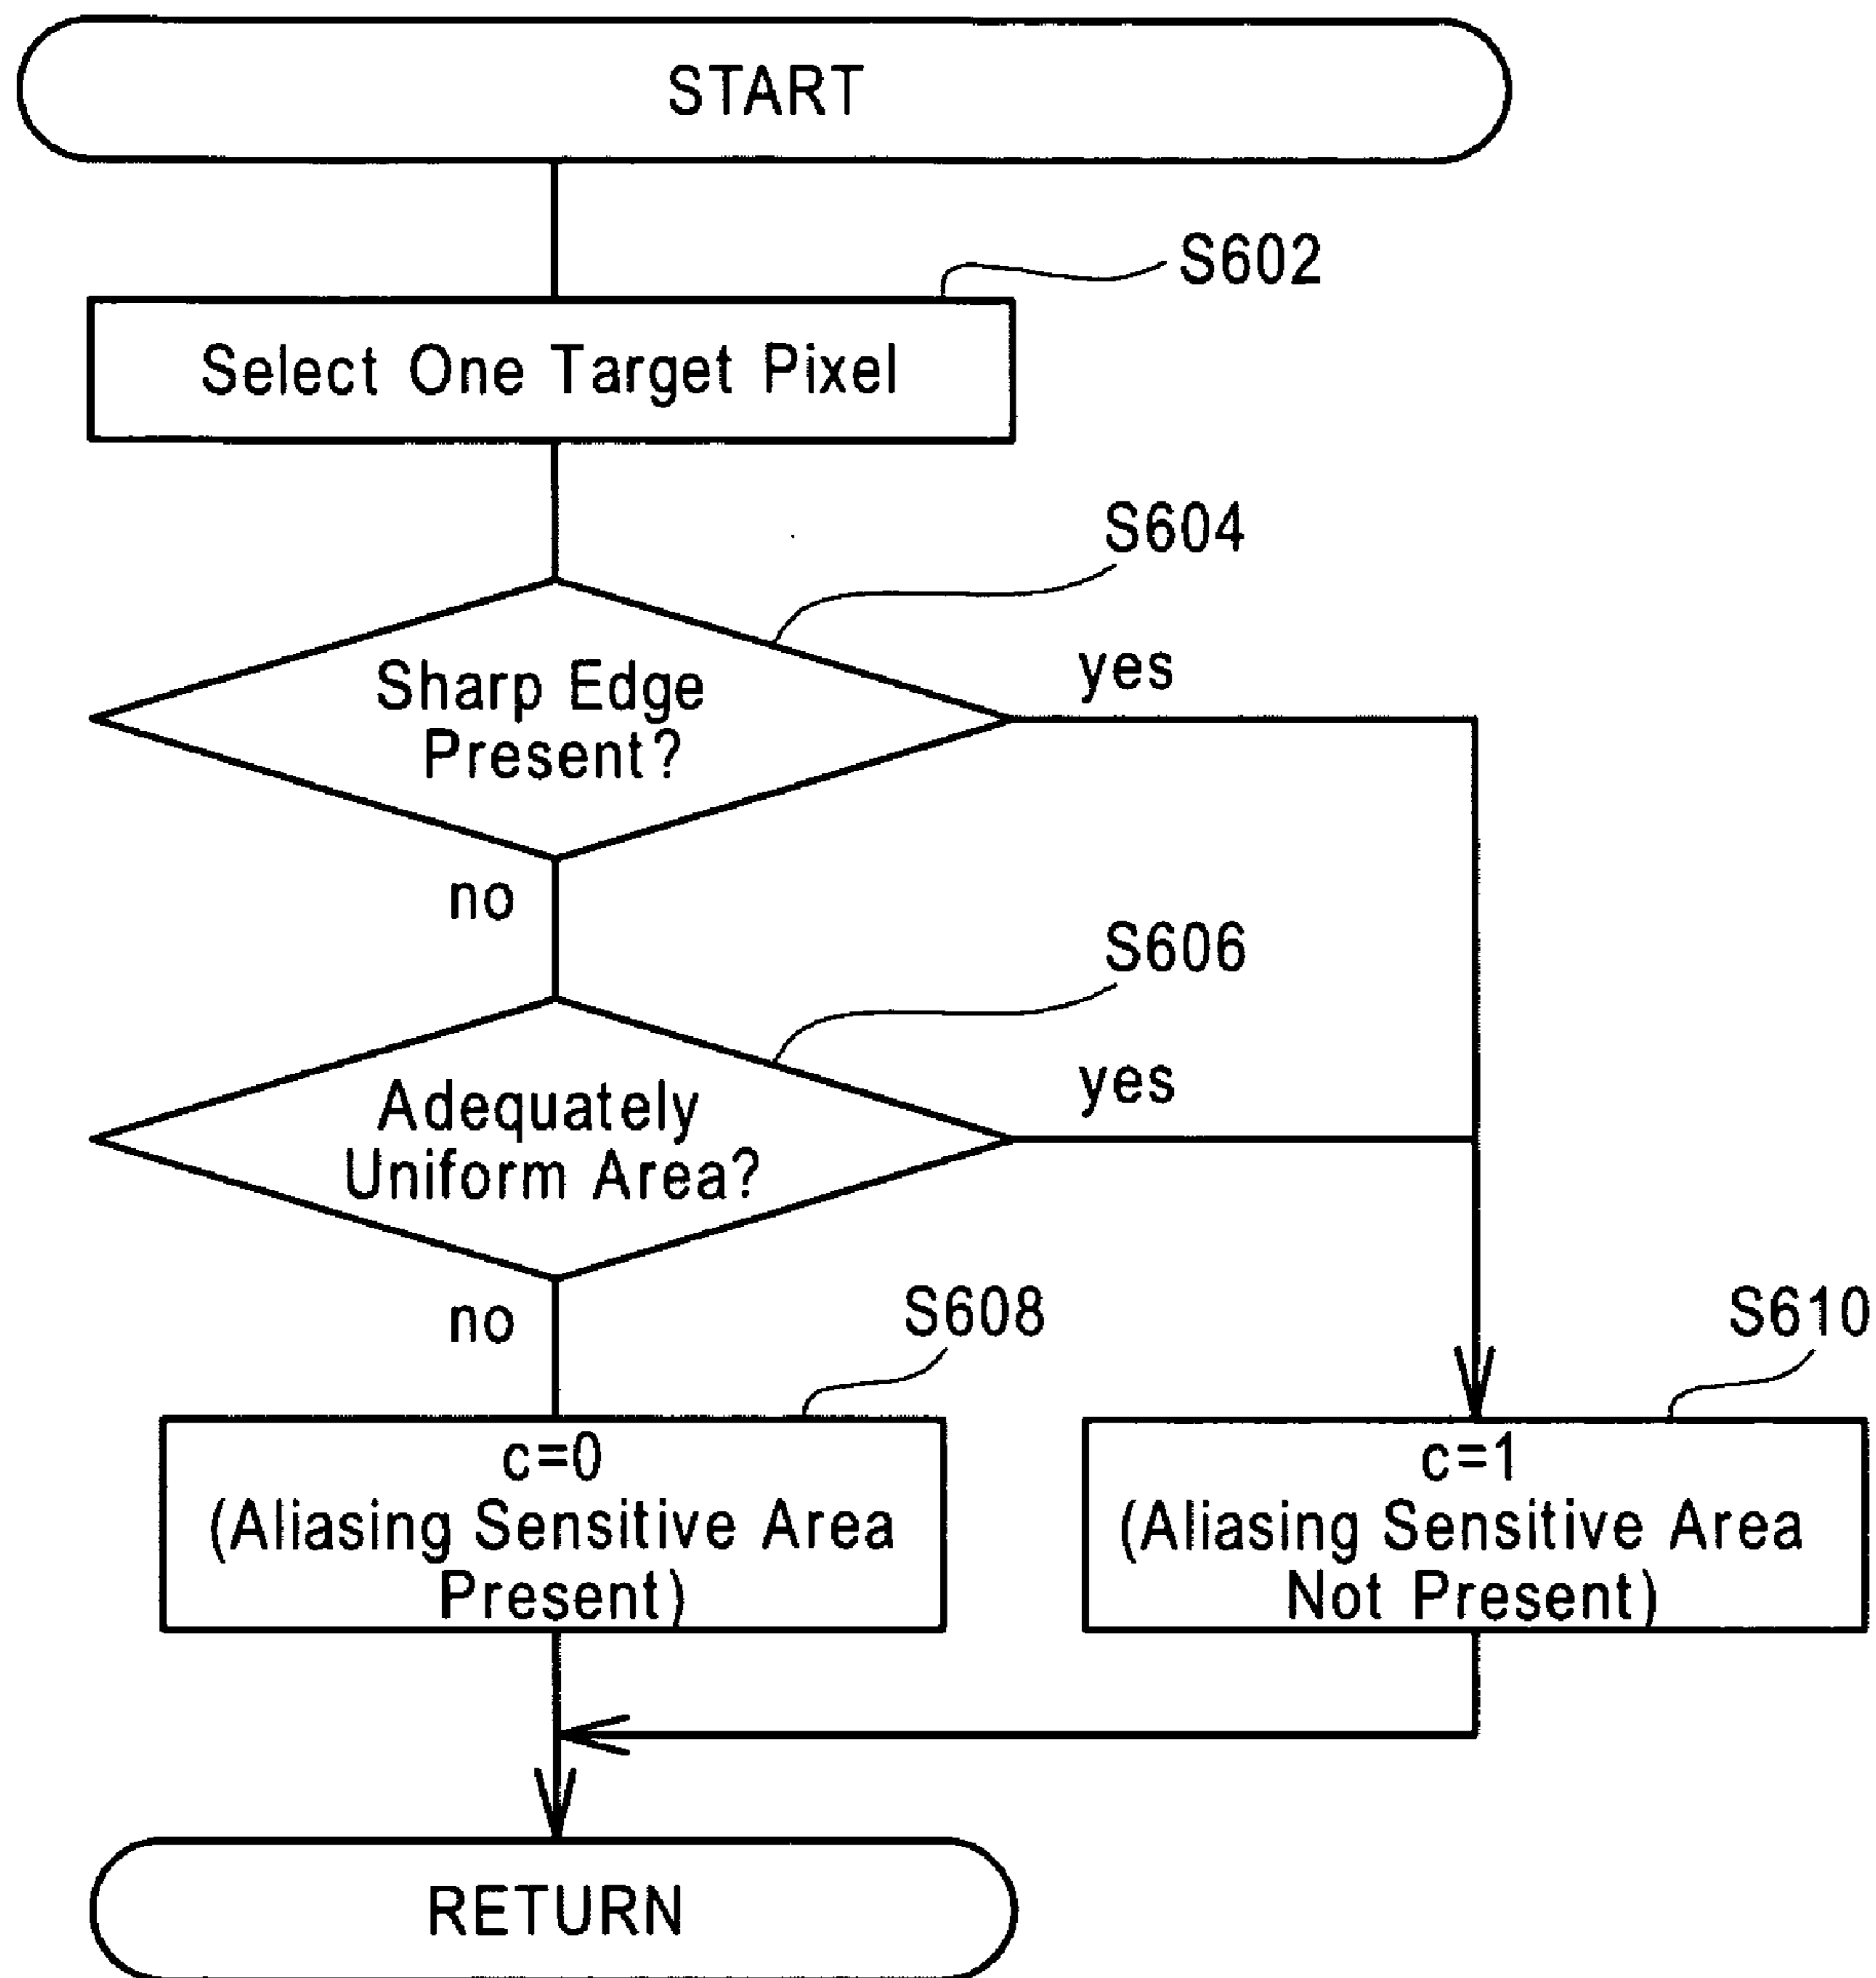 START
S602
Select One Target Pixel
S604
Sharp Edge
Present?
yes
no
S606
Adequately
Uniform Area?
yes
no
S608
S610
c=0
(Aliasing Sensitive Area
Present)
c=1
(Aliasing Sensitive Area
Not Present)
RETURN